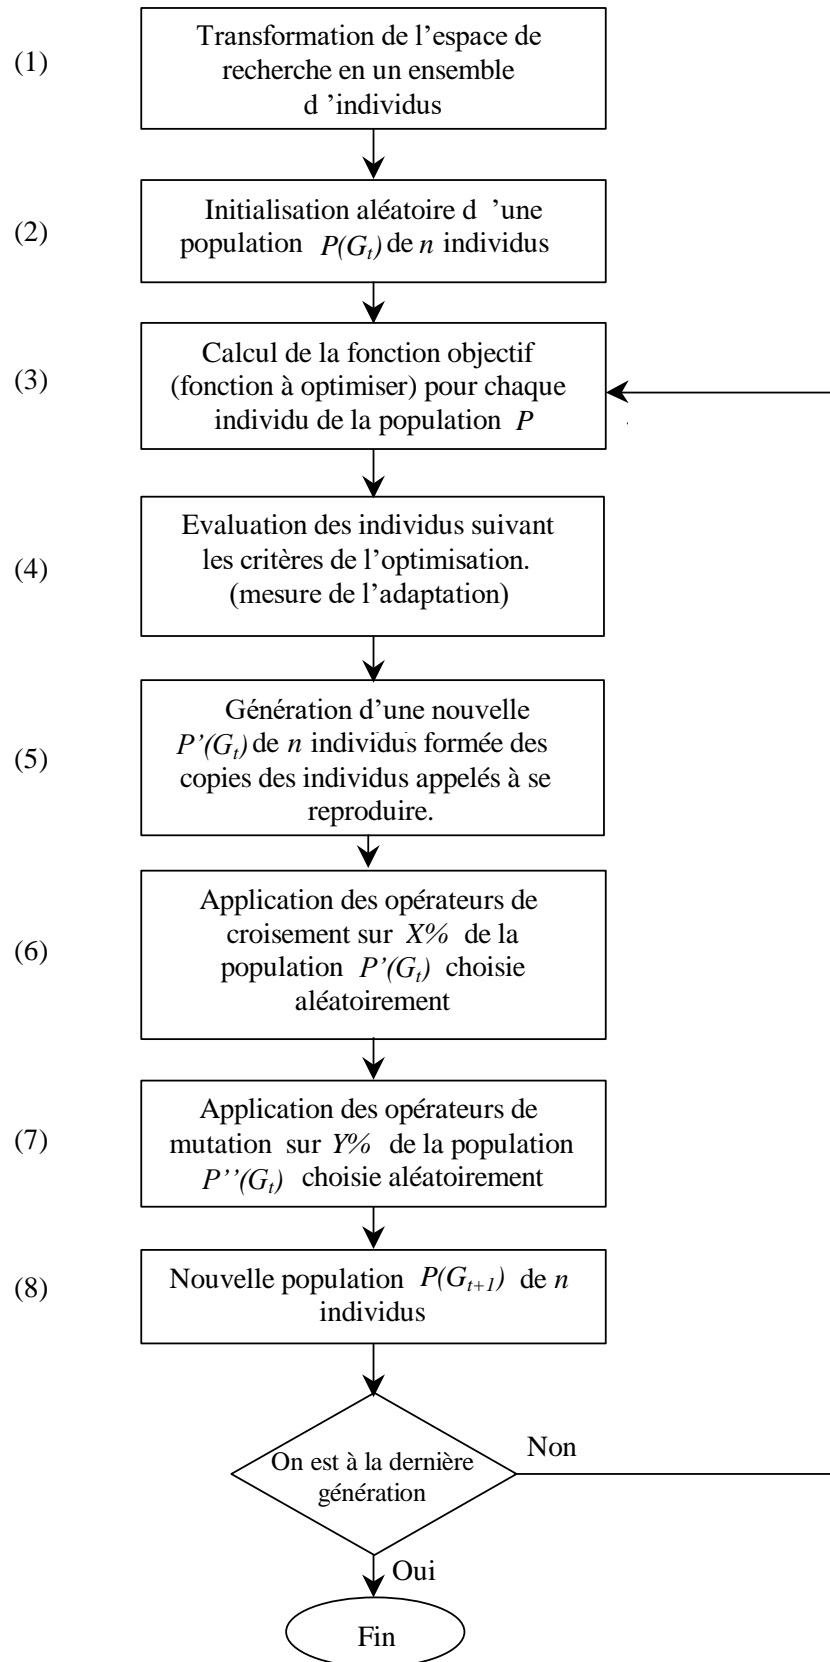 (1)
Transformation de l’espace de
recherche en un ensemble
d ’individus
(2)
Initialisation aléatoire d ’une
population P(Gt) de n individus
(3)
Calcul de la fonction objectif
(fonction à optimiser) pour chaque
individu de la population P
(4)
Evaluation des individus suivant
les critères de l’optimisation.
(mesure de l’adaptation)
(5)
Génération d’une nouvelle
P’(Gt) de n individus formée des
copies des individus appelés à se
reproduire.
(6)
Application des opérateurs de
croisement sur X% de la
population P’(Gt) choisie
aléatoirement
(7)
Application des opérateurs de
mutation sur Y% de la population
P’’(Gt) choisie aléatoirement
(8)
Nouvelle population P(Gt+1) de n
individus
On est à la dernière
génération
Non
Oui
Fin